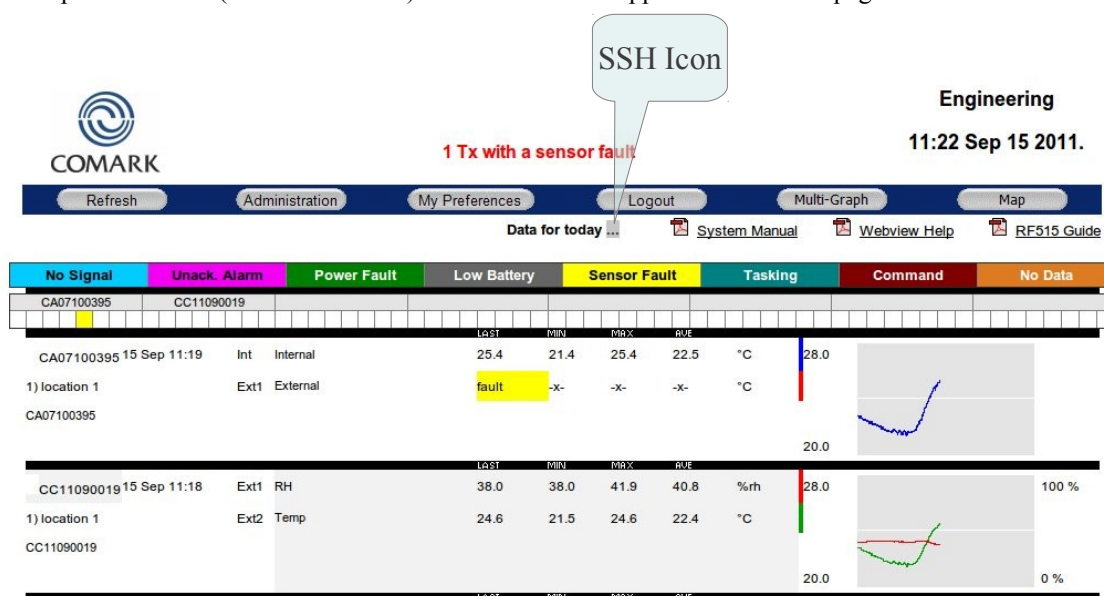 SSH Icon
Engineering
11:22 Sep 15 2011.
COMARK
1 Tx with a sensor fault
Refresh Administration My Preferences Logout Multi-Graph Map
Data for today ... System Manual Webview Help RF515 Guide
No Signal Unack. Alarm Power Fault Low Battery Sensor Fault Tasking Command No Data
CA07100395 CC11090019
LAST MIN MAX AVE
CA07100395 15 Sep 11:19 Int Internal 25.4 21.4 25.4 22.5 °C 28.0
1) location 1 Ext1 External fault -x- -x- -x- °C
CA07100395
20.0
LAST MIN MAX AVE
CC11090019 15 Sep 11:18 Ext1 RH 38.0 38.0 41.9 40.8 %rh 28.0 100 %
1) location 1 Ext2 Temp 24.6 21.5 24.6 22.4 °C
CC11090019
20.0 0 %